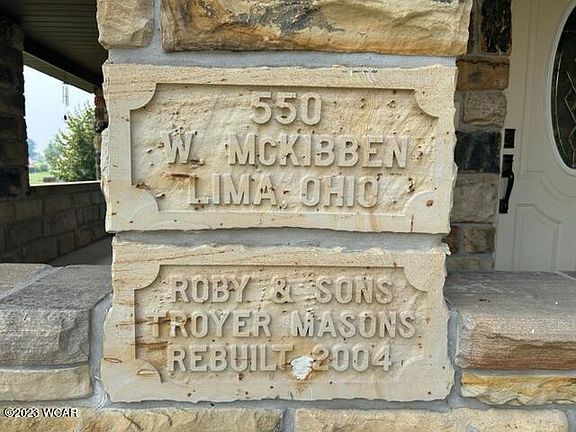 550
W. McKIBBEN
LIMA, OHIO
ROBY & SONS
TROYER MASONS
REBUILT 2004
©2023 WCAR